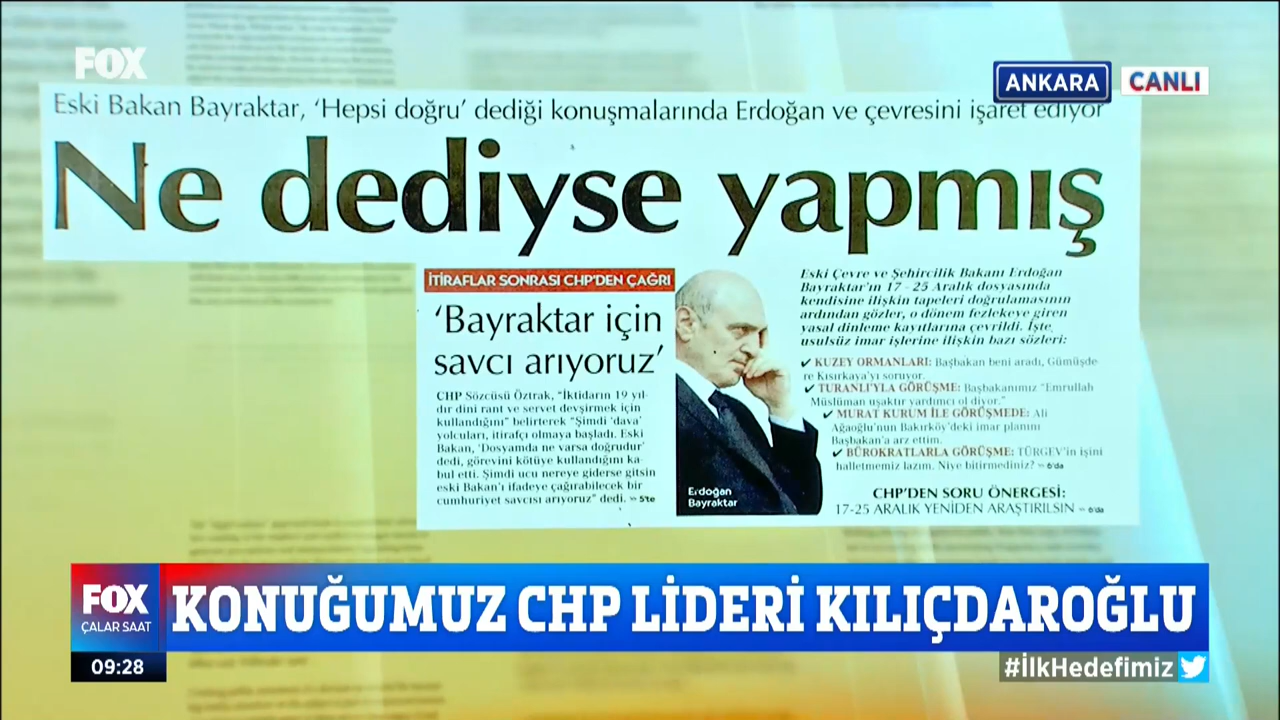 FOX
ANKARA
CANLI
Eski Bakan Bayraktar, ‘Hepsi doğru’ dediği konuşmalarında Erdoğan ve çevresini işaret ediyor
Ne dediyse yapmış
İTİRAFLAR SONRASI CHP'DEN ÇAĞRI
‘Bayraktar için
savcı arıyoruz’
CHP Sözcüsü Öztrak, "İktidarın 19 yıl-
dır dini rant ve servet devşirmek için
kullandığını" belirterek "Şimdi ‘dava’
yolcuları, itirafçı olmaya başladı. Eski
Bakan, ‘Dosyamda ne varsa doğrudur’
dedi, görevini kötüye kullandığını ka-
bul etti. Şimdi ucu nereye giderse gitsin
eski Bakan'ı ifadeye çağırabilecek bir
cumhuriyet savcısı arıyoruz" dedi. 5'te
Erdoğan
Bayraktar
Eski Çevre ve Şehircilik Bakanı Erdoğan
Bayraktar'ın 17 - 25 Aralık dosyasında
kendisine ilişkin tapeleri doğrulamasının
ardından gözler, o dönem fezlekeye giren
yasal dinleme kayıtlarına çevrildi. İşte
usulsüz imar işlerine ilişkin bazı sözleri:
✔ KUZEY ORMANLARI: Başbakan beni aradı, Gümüşde
re Kısırkaya'yı soruyor.
✔ TURANLI'YLA GÖRÜŞME: Başbakanımız "Emrullah
Müslüman uşaktır yardımcı ol diyor."
✔ MURAT KURUM İLE GÖRÜŞMEDE: Ali
Ağaoğlu'nun Bakırköy'deki imar planını
Başbakan'a arz ettim.
✔ BÜROKRATLARLA GÖRÜŞME: TÜRGEV'in işini
halletmemiz lazım. Niye bitirmediniz? 6'da
CHP'DEN SORU ÖNERGESİ:
17-25 ARALIK YENİDEN ARAŞTIRILSIN 6'da
FOX
ÇALAR SAAT
KONUĞUMUZ CHP LİDERİ KILIÇDAROĞLU
09:28
#İlkHedefimiz